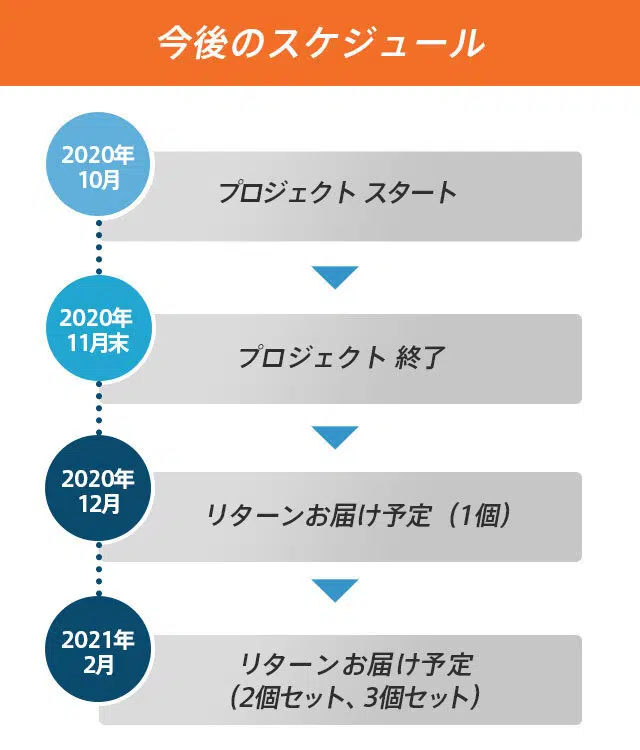 今後のスケジュール
2020年
10月
プロジェクト スタート
2020年
11月末
プロジェクト 終了
2020年
12月
リターンお届け予定（1個）
2021年
2月
リターンお届け予定
（2個セット、3個セット）